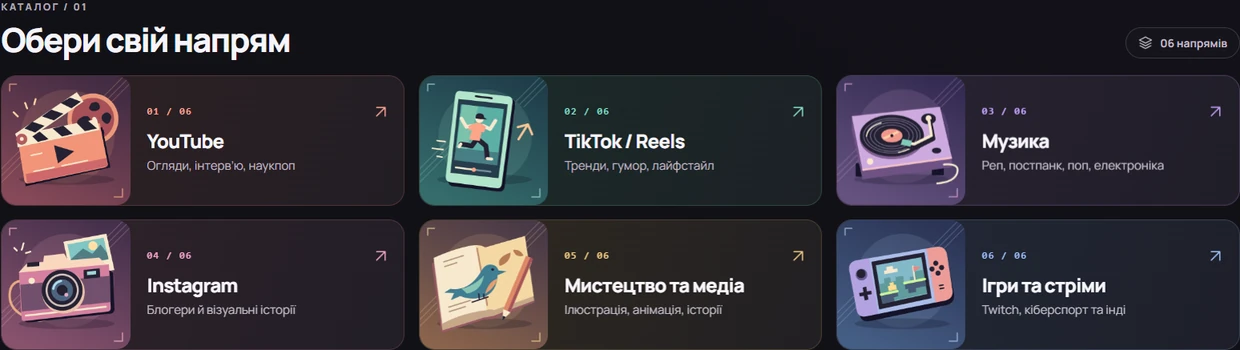 КАТАЛОГ / 01
Обери свій напрям
06 напрямів
01 / 06
YouTube
Огляди, інтерв'ю, наукпоп
02 / 06
TikTok / Reels
Тренди, гумор, лайфстайл
03 / 06
Музика
Реп, постпанк, поп, електроніка
04 / 06
Instagram
Блогери й візуальні історії
05 / 06
Мистецтво та медіа
Ілюстрація, анімація, історії
06 / 06
Ігри та стріми
Twitch, кіберспорт та інді